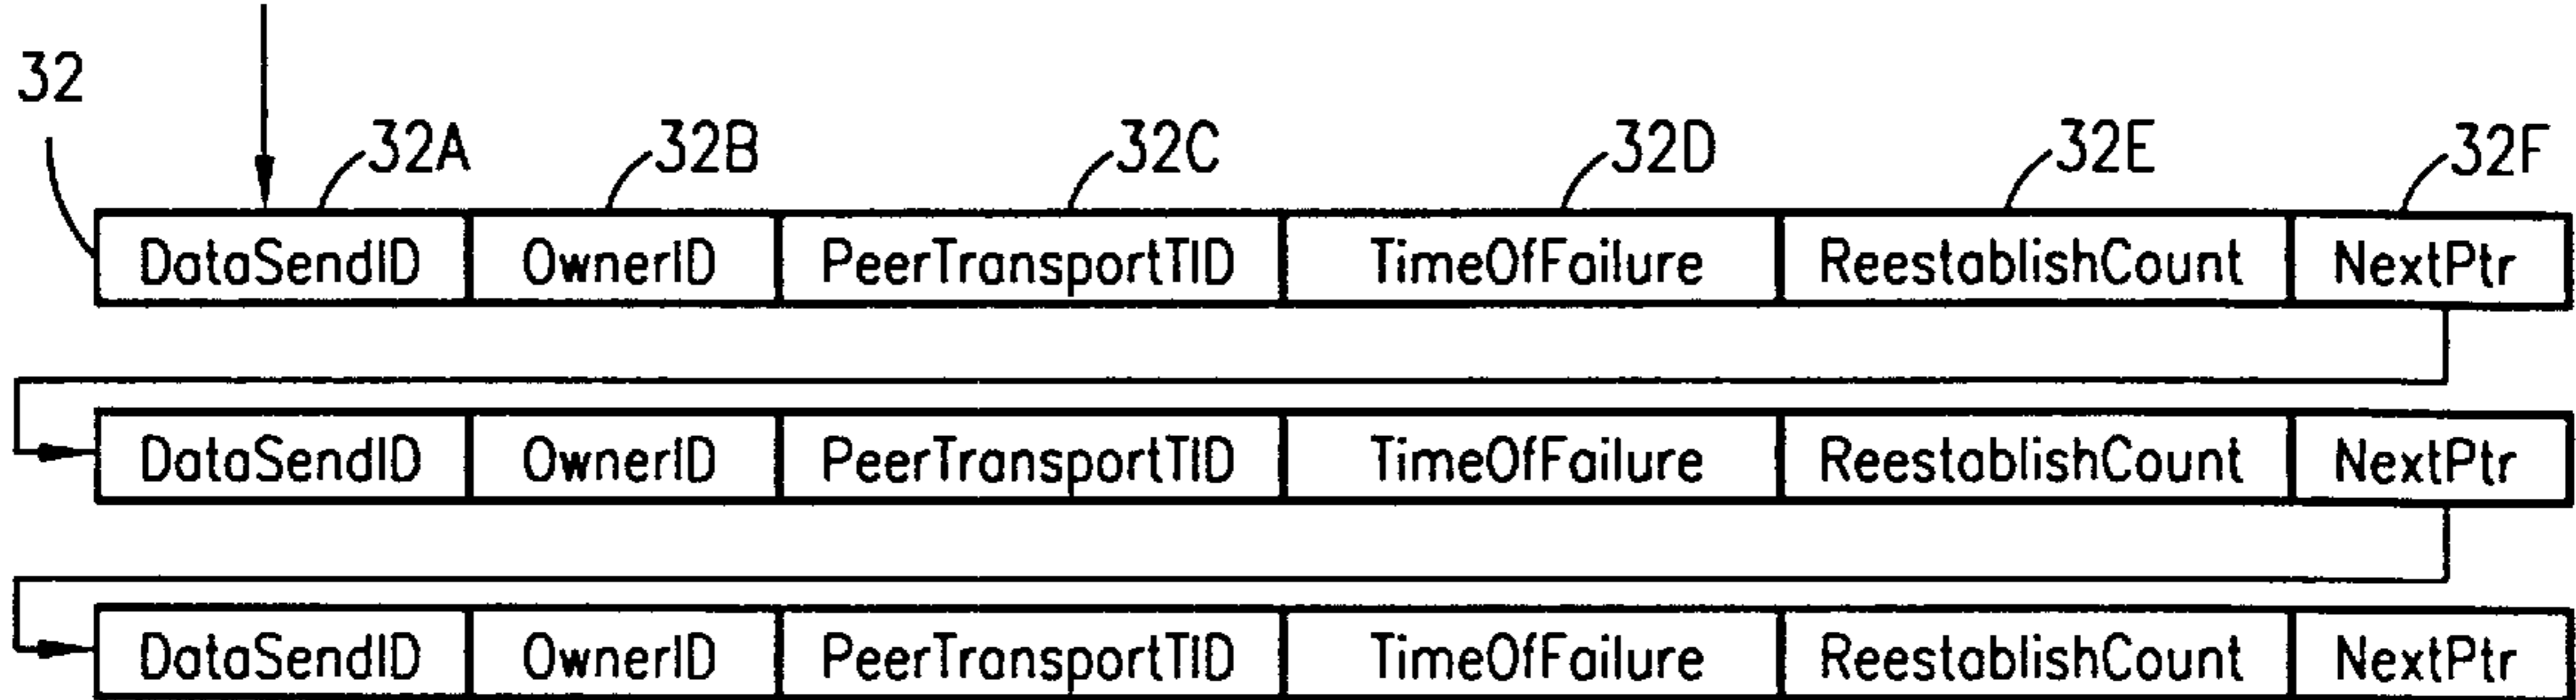 32
32A 32B 32C 32D 32E 32F
DataSendID OwnerID PeerTransportTID TimeOfFailure ReestablishCount NextPtr
DataSendID OwnerID PeerTransportTID TimeOfFailure ReestablishCount NextPtr
DataSendID OwnerID PeerTransportTID TimeOfFailure ReestablishCount NextPtr